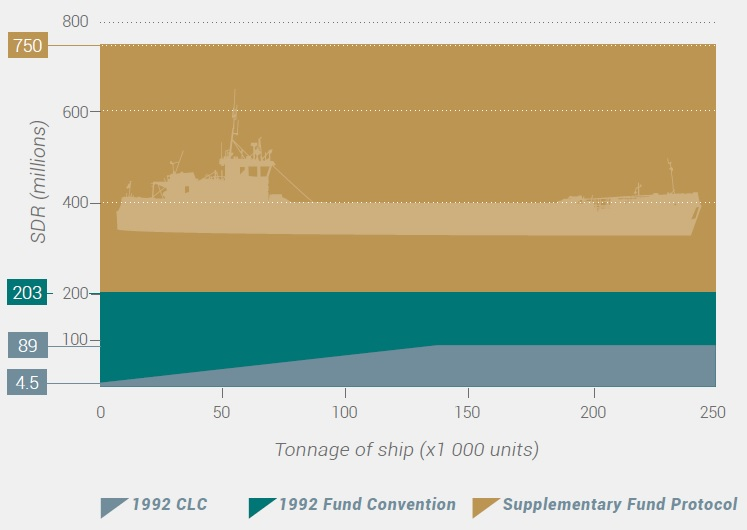 800
750
600
SDR (millions)
400
203
200
100
89
4.5
0 50 100 150 200 250
Tonnage of ship (x1 000 units)
1992 CLC 1992 Fund Convention Supplementary Fund Protocol